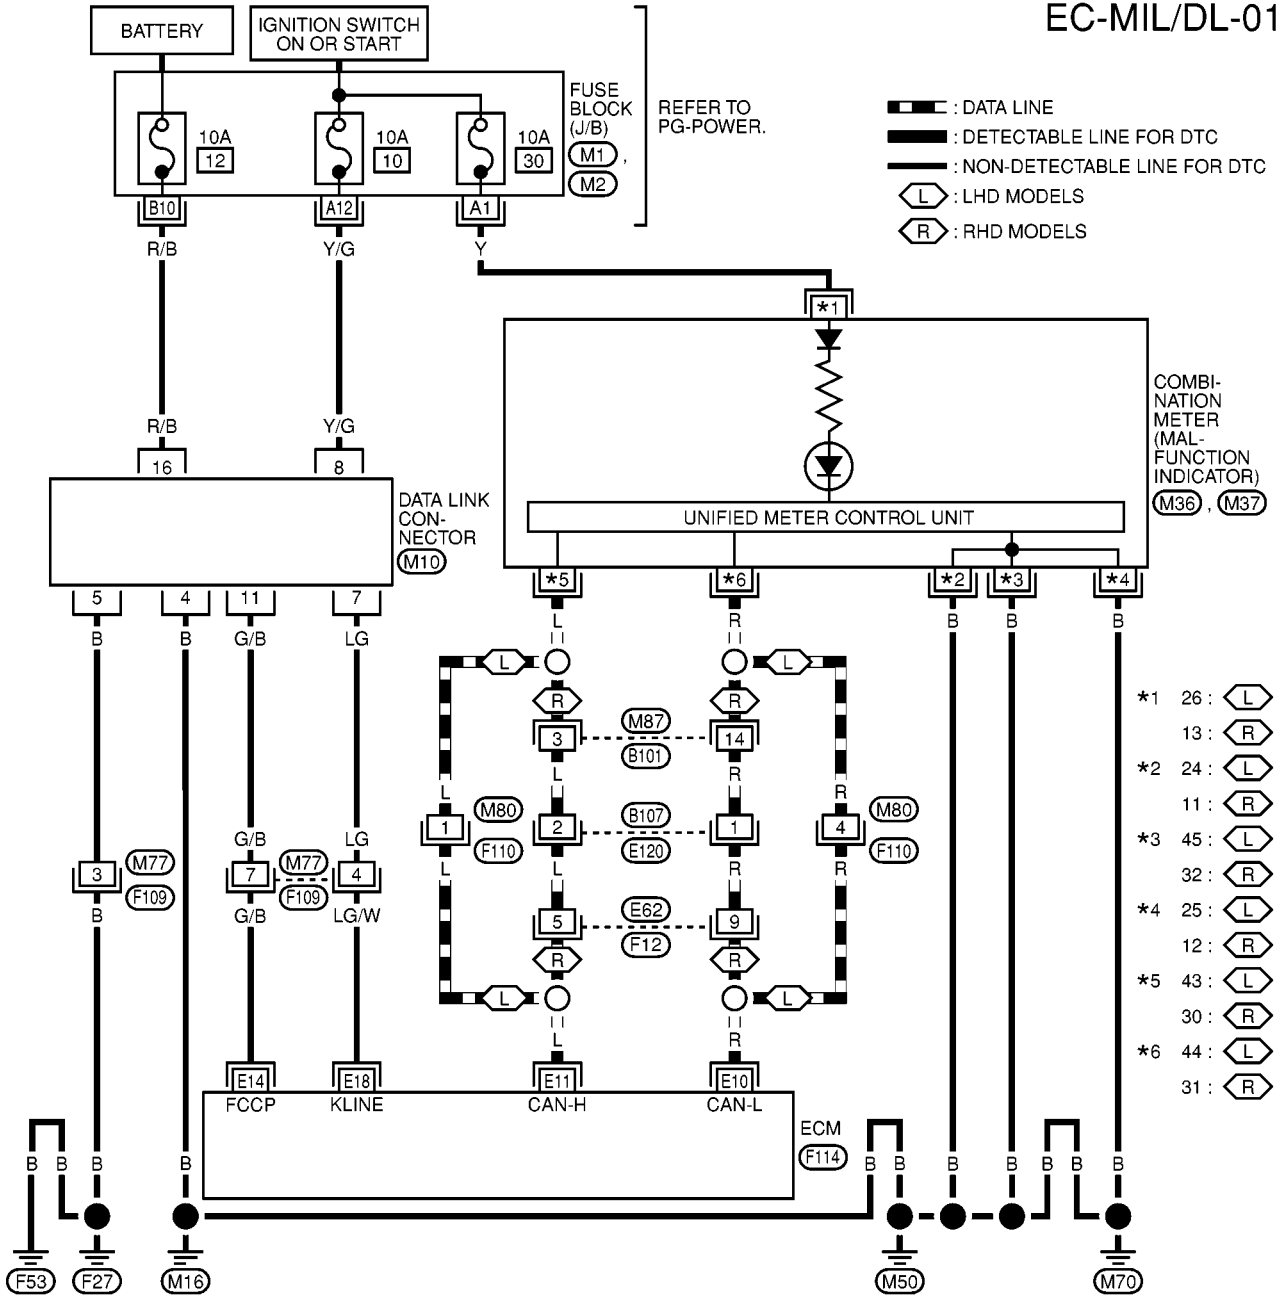 EC-MIL/DL-01
BATTERY
IGNITION SWITCH
ON OR START
FUSE
BLOCK
(J/B)
M1 ,
M2
REFER TO
PG-POWER.
10A
12
10A
10
10A
30
B10
A12
A1
: DATA LINE
: DETECTABLE LINE FOR DTC
: NON-DETECTABLE LINE FOR DTC
L : LHD MODELS
R : RHD MODELS
R/B
Y/G
Y
*1
R/B
Y/G
16
8
DATA LINK
CON-
NECTOR
M10
COMBI-
NATION
METER
(MAL-
FUNCTION
INDICATOR)
M36 , M37
UNIFIED METER CONTROL UNIT
5
4
11
7
*5
*6
*2
*3
*4
B
B
G/B
LG
L
R
B
B
B
L
L
R
R
M87
3
14
B101
L
R
L
R
G/B
LG
1
M80
F110
2
B107
E120
1
4
M80
F110
L
L
R
R
3
M77
F109
7
M77
F109
4
B
G/B
LG/W
5
E62
F12
9
R
R
L
L
L
R
E14
E18
E11
E10
FCCP
KLINE
CAN-H
CAN-L
ECM
F114
*1 26 : L
13 : R
*2 24 : L
11 : R
*3 45 : L
32 : R
*4 25 : L
12 : R
*5 43 : L
30 : R
*6 44 : L
31 : R
B
B
B
B
B
B
B
B
B
B
B
F53
F27
M16
M50
M70